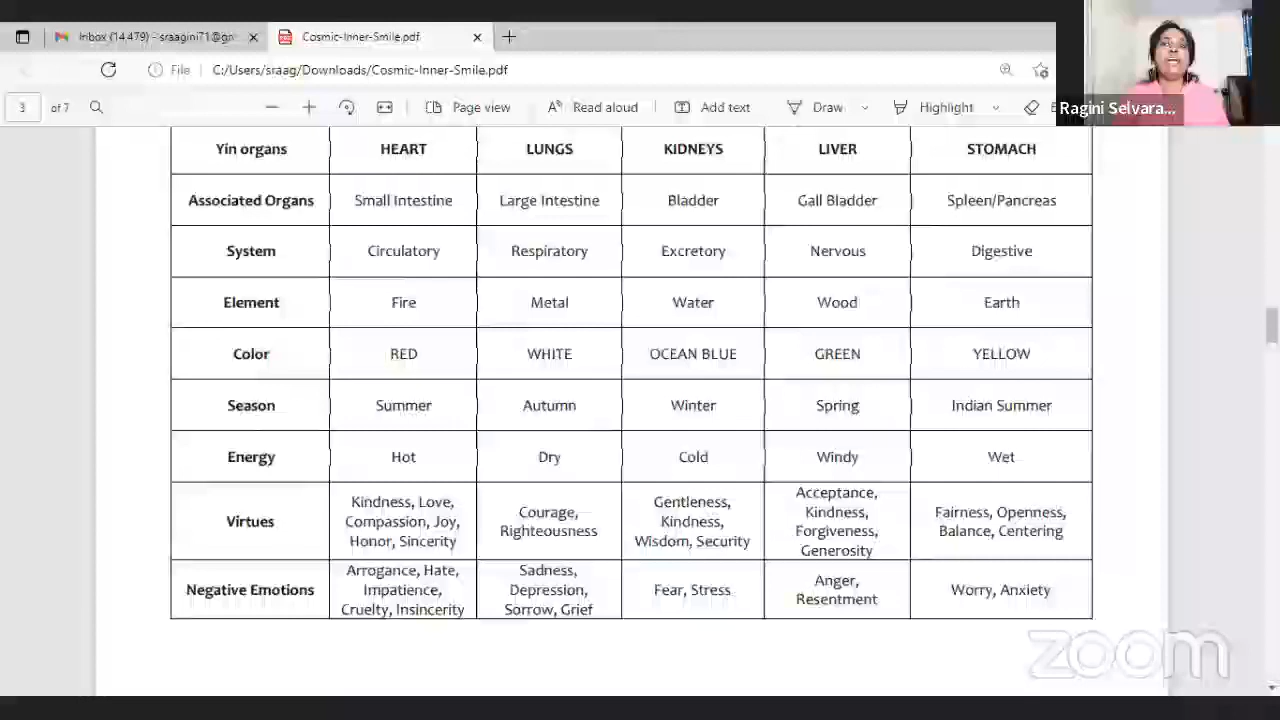 Inbox (14,479) - sraagini71@gm
Cosmic-Inner-Smile.pdf
File C:/Users/sraag/Downloads/Cosmic-Inner-Smile.pdf
3 of 7 Page view Read aloud Add text Draw Highlight
Ragini Selvara...
Yin organs HEART LUNGS KIDNEYS LIVER STOMACH
Associated Organs Small Intestine Large Intestine Bladder Gall Bladder Spleen/Pancreas
System Circulatory Respiratory Excretory Nervous Digestive
Element Fire Metal Water Wood Earth
Color RED WHITE OCEAN BLUE GREEN YELLOW
Season Summer Autumn Winter Spring Indian Summer
Energy Hot Dry Cold Windy Wet
Virtues
Kindness, Love,
Compassion, Joy,
Honor, Sincerity
Courage,
Righteousness
Gentleness,
Kindness,
Wisdom, Security
Acceptance,
Kindness,
Forgiveness,
Generosity
Fairness, Openness,
Balance, Centering
Negative Emotions
Arrogance, Hate,
Impatience,
Cruelty, Insincerity
Sadness,
Depression,
Sorrow, Grief
Fear, Stress
Anger,
Resentment
Worry, Anxiety
zoom